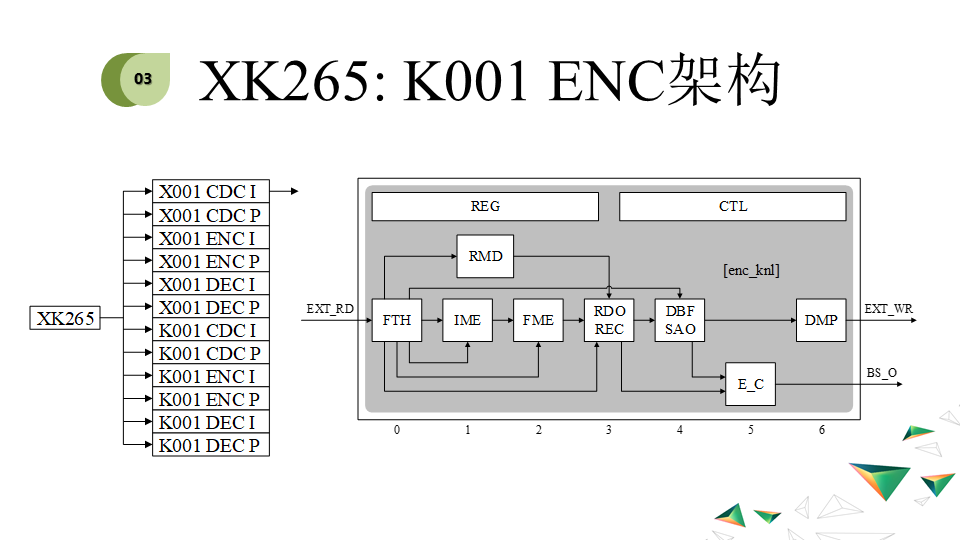 03
XK265: K001 ENC架构
XK265
X001 CDC I
X001 CDC P
X001 ENC I
X001 ENC P
X001 DEC I
X001 DEC P
K001 CDC I
K001 CDC P
K001 ENC I
K001 ENC P
K001 DEC I
K001 DEC P
REG
CTL
RMD
[enc_knl]
EXT_RD
FTH
IME
FME
RDO
REC
DBF
SAO
DMP
EXT_WR
E_C
BS_O
0 1 2 3 4 5 6